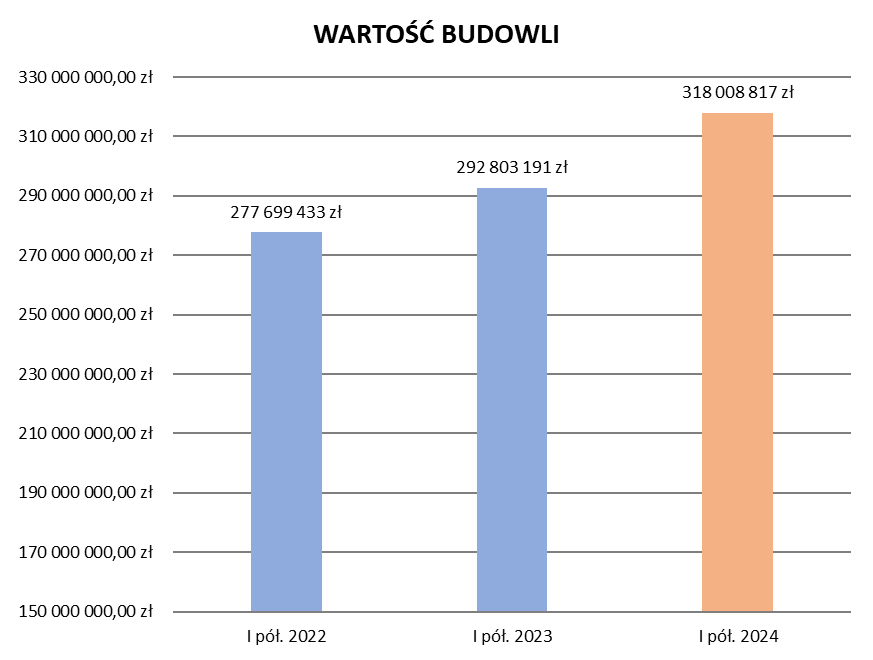 WARTOŚĆ BUDOWLI
330 000 000,00 zł
318 008 817 zł
310 000 000,00 zł
292 803 191 zł
290 000 000,00 zł
277 699 433 zł
270 000 000,00 zł
250 000 000,00 zł
230 000 000,00 zł
210 000 000,00 zł
190 000 000,00 zł
170 000 000,00 zł
150 000 000,00 zł
I pół. 2022
I pół. 2023
I pół. 2024